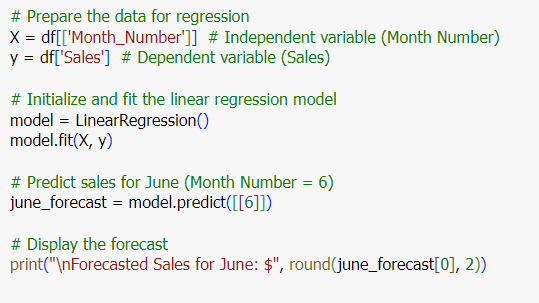 # Prepare the data for regression
X = df[['Month_Number']]  # Independent variable (Month Number)
y = df['Sales']  # Dependent variable (Sales)

# Initialize and fit the linear regression model
model = LinearRegression()
model.fit(X, y)

# Predict sales for June (Month Number = 6)
june_forecast = model.predict([[6]])

# Display the forecast
print("\nForecasted Sales for June: $", round(june_forecast[0], 2))